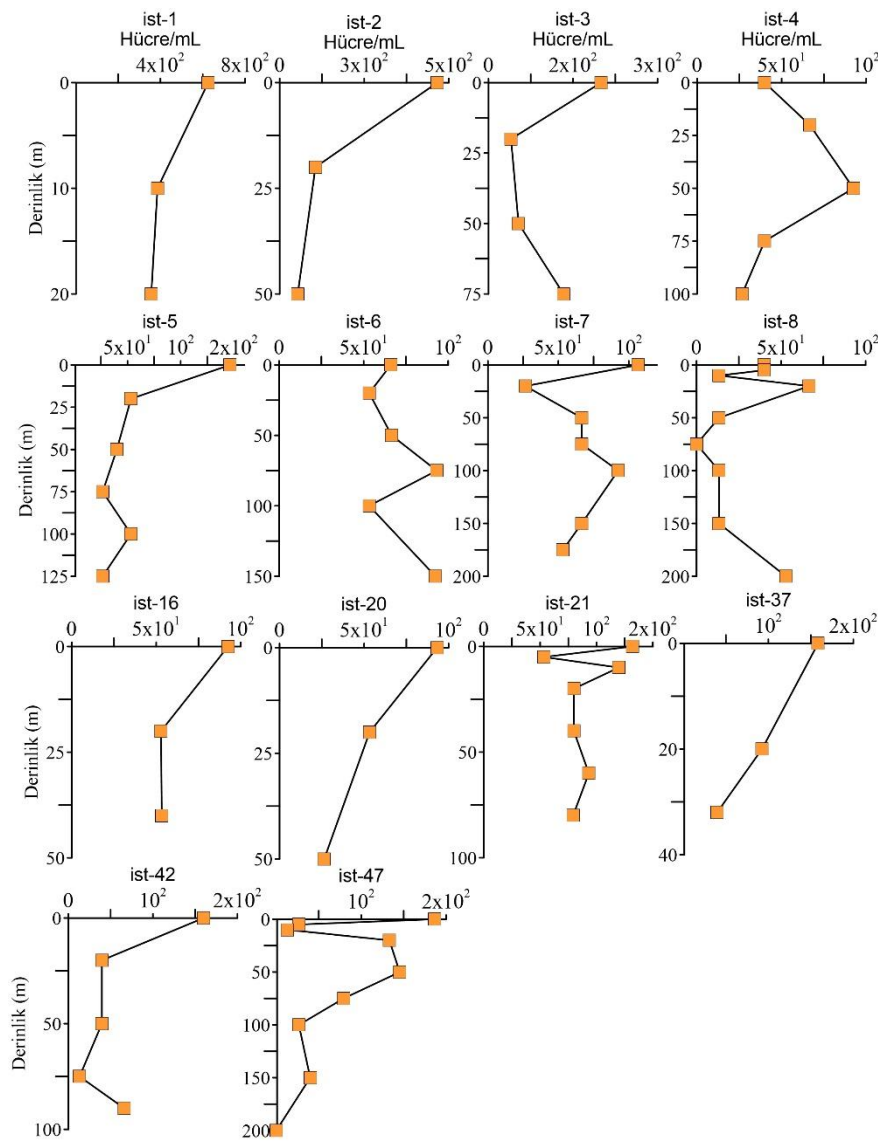 ist-1 ist-2 ist-3 ist-4
Hücre/mL Hücre/mL Hücre/mL Hücre/mL
4x10² 8x10² 0 3x10² 5x10² 0 2x10² 3x10² 0 5x10¹ 10²
Derinlik (m)
0 0 0 0
10 25 25 25
20 50 50 50
75 75
100
ist-5 ist-6 ist-7 ist-8
5x10¹ 10² 2x10² 0 5x10¹ 10² 0 5x10¹ 10² 0 5x10¹ 10²
Derinlik (m)
0 0 0 0
25 50 50 50
50 100 100 100
75 150 150 150
100 200 200
125
ist-16 ist-20 ist-21 ist-37
0 5x10¹ 10² 0 5x10¹ 10² 0 5x10¹ 10² 2x10² 10² 2x10²
Derinlik (m)
0 0 0 0
25 25 50 20
50 50 100 40
ist-42 ist-47
0 10² 2x10² 0 10² 2x10²
Derinlik (m)
0 0
50 50
100 100
150
200